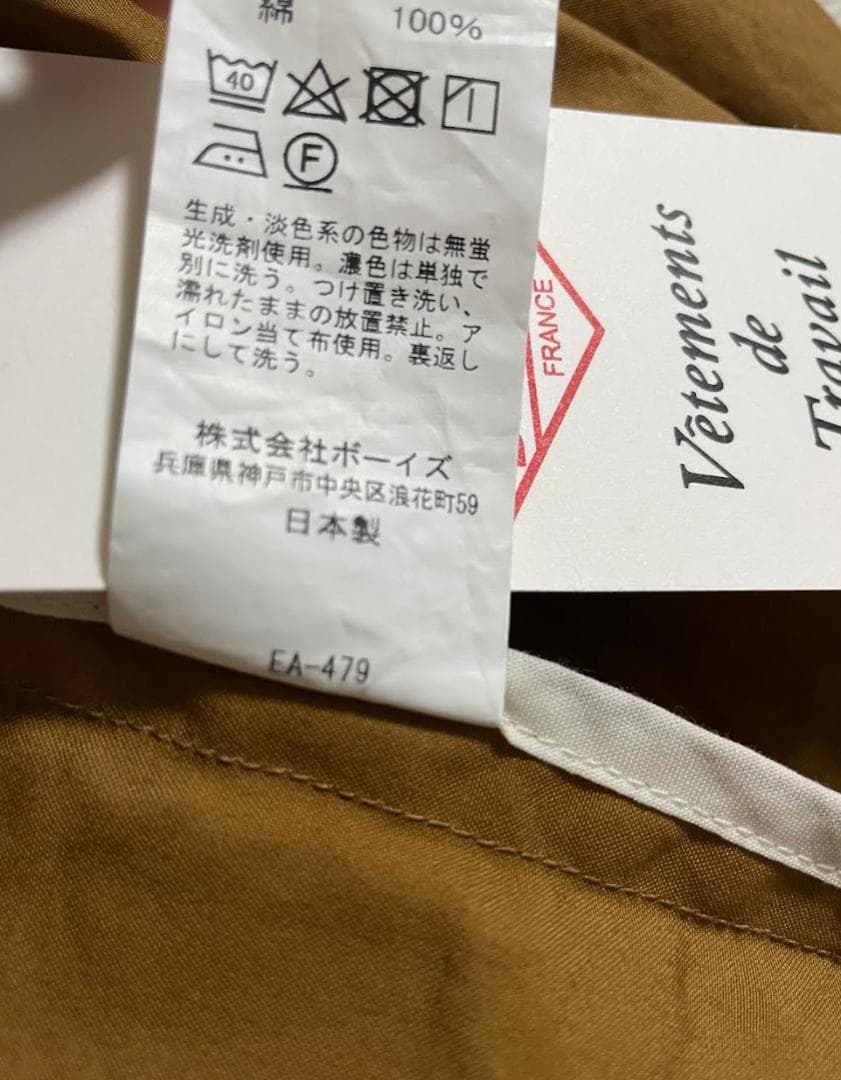 綿 100%
40
F
生成・淡色系の色物は無蛍
光洗剤使用。濃色は単独で
別に洗う。つけ置き洗い、
濡れたままの放置禁止。ア
イロン当て布使用。裏返し
にして洗う。
株式会社ボーイズ
兵庫県神戸市中央区浪花町59
日本製
EA-479
FRANCE
Vêtements
de
Travail